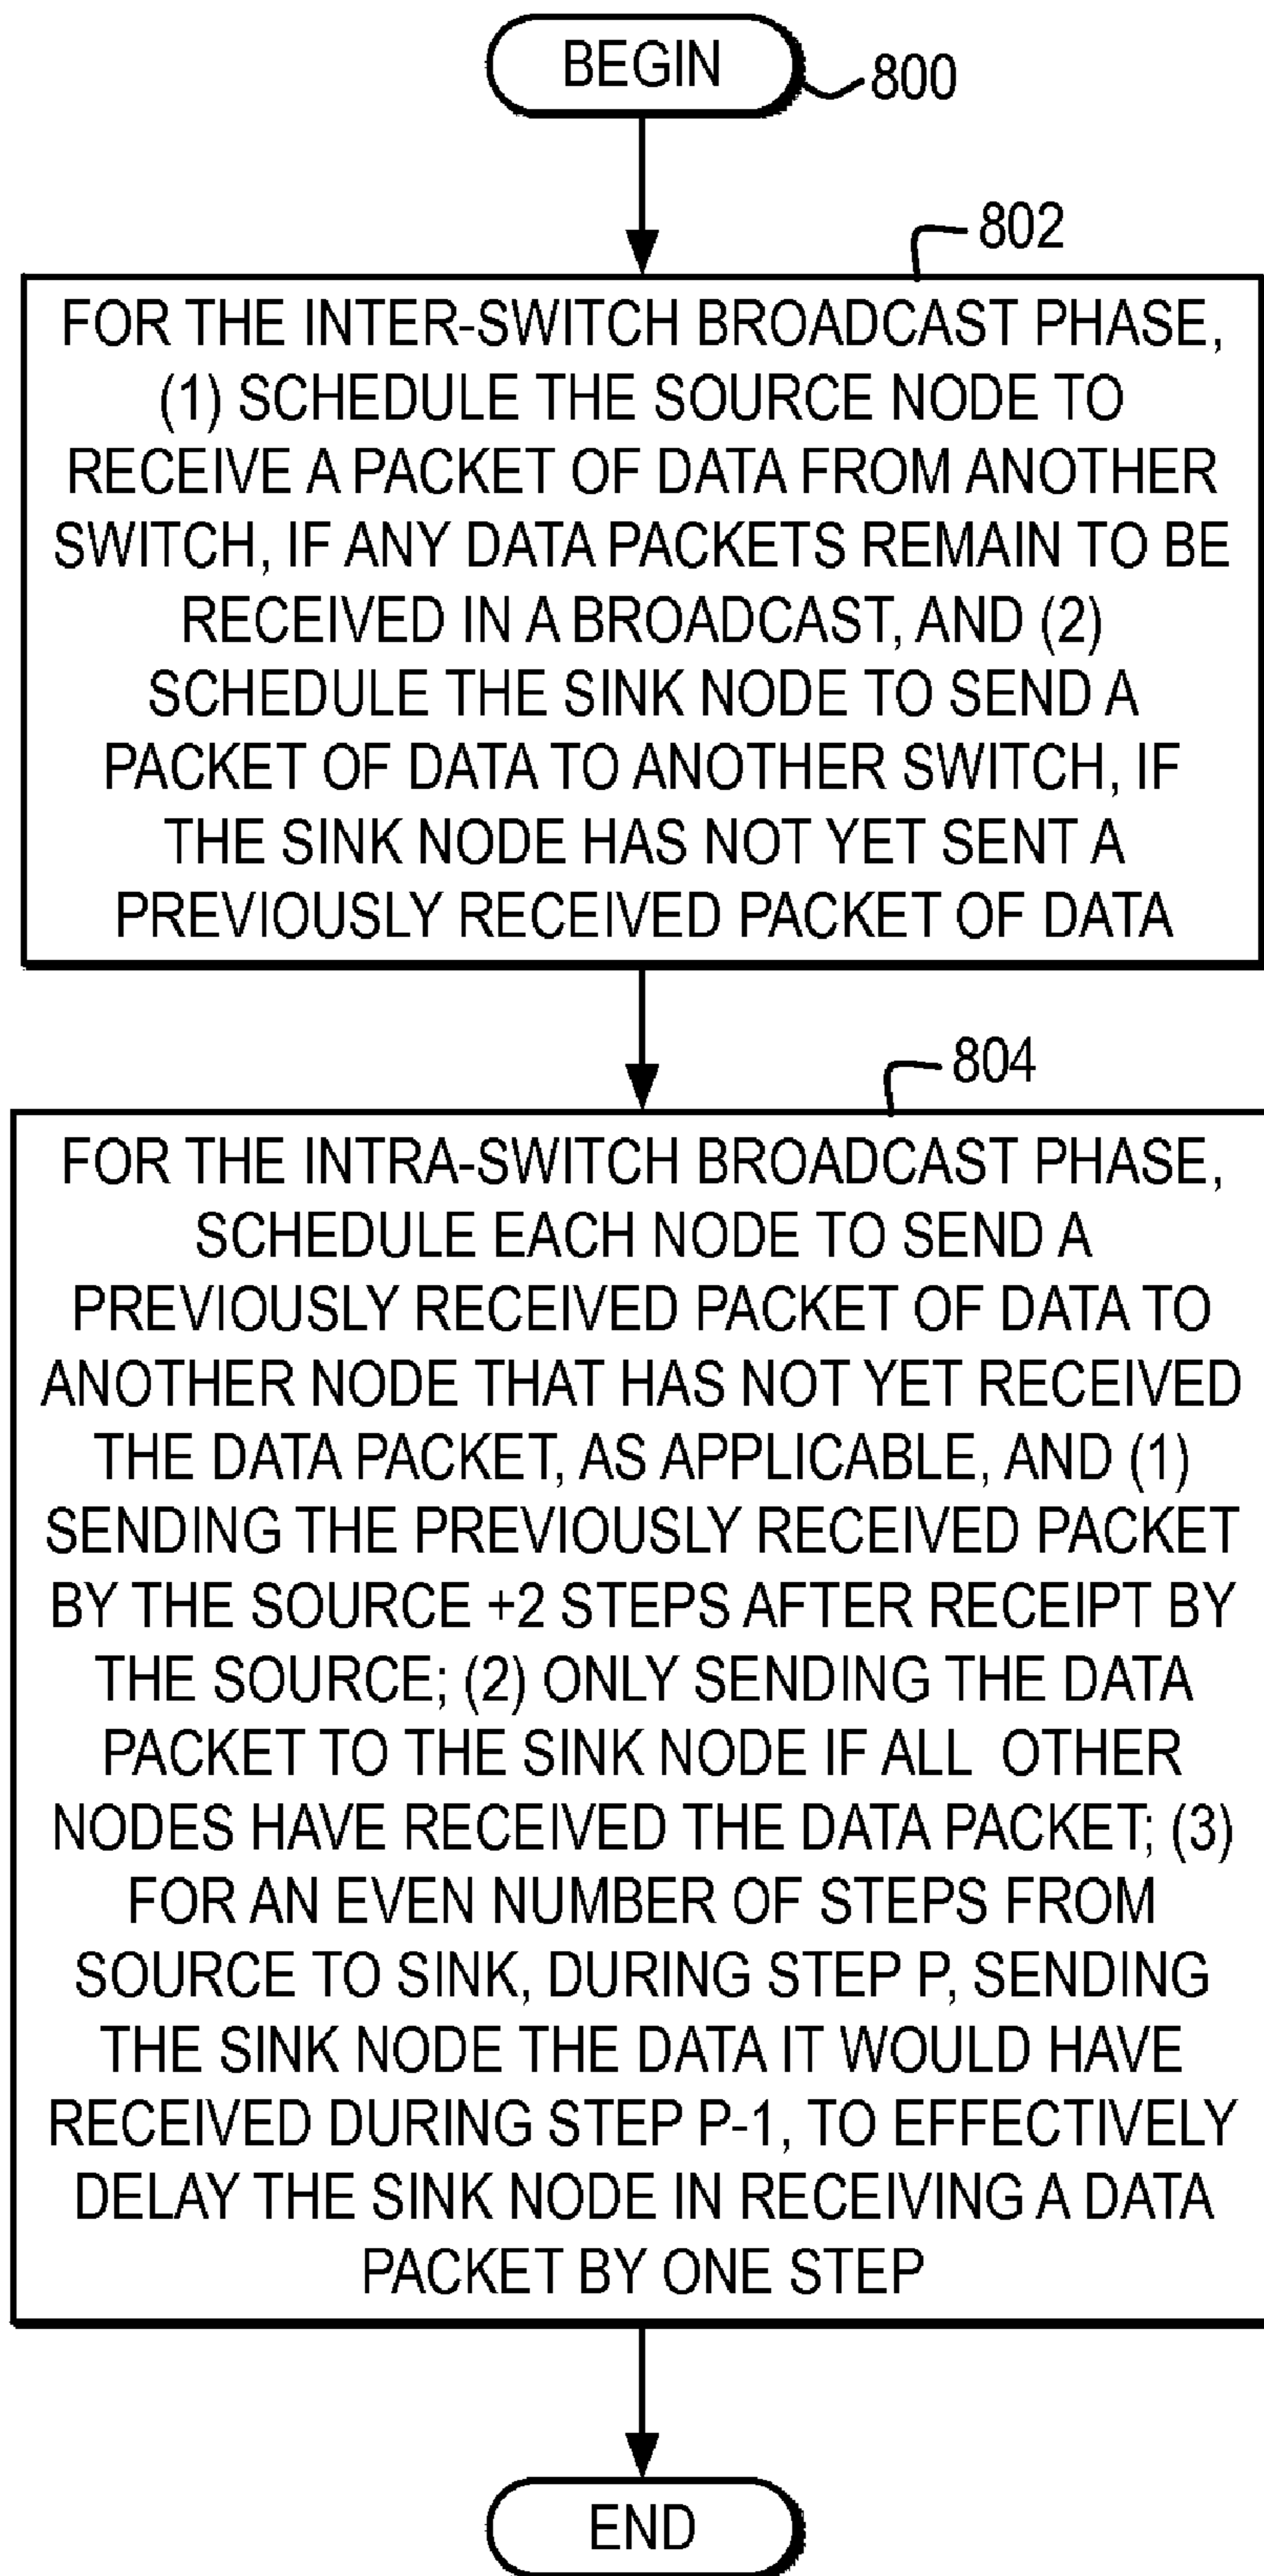 BEGIN
800
802
FOR THE INTER-SWITCH BROADCAST PHASE,
(1) SCHEDULE THE SOURCE NODE TO
RECEIVE A PACKET OF DATA FROM ANOTHER
SWITCH, IF ANY DATA PACKETS REMAIN TO BE
RECEIVED IN A BROADCAST, AND (2)
SCHEDULE THE SINK NODE TO SEND A
PACKET OF DATA TO ANOTHER SWITCH, IF
THE SINK NODE HAS NOT YET SENT A
PREVIOUSLY RECEIVED PACKET OF DATA
804
FOR THE INTRA-SWITCH BROADCAST PHASE,
SCHEDULE EACH NODE TO SEND A
PREVIOUSLY RECEIVED PACKET OF DATA TO
ANOTHER NODE THAT HAS NOT YET RECEIVED
THE DATA PACKET, AS APPLICABLE, AND (1)
SENDING THE PREVIOUSLY RECEIVED PACKET
BY THE SOURCE +2 STEPS AFTER RECEIPT BY
THE SOURCE; (2) ONLY SENDING THE DATA
PACKET TO THE SINK NODE IF ALL OTHER
NODES HAVE RECEIVED THE DATA PACKET; (3)
FOR AN EVEN NUMBER OF STEPS FROM
SOURCE TO SINK, DURING STEP P, SENDING
THE SINK NODE THE DATA IT WOULD HAVE
RECEIVED DURING STEP P-1, TO EFFECTIVELY
DELAY THE SINK NODE IN RECEIVING A DATA
PACKET BY ONE STEP
END